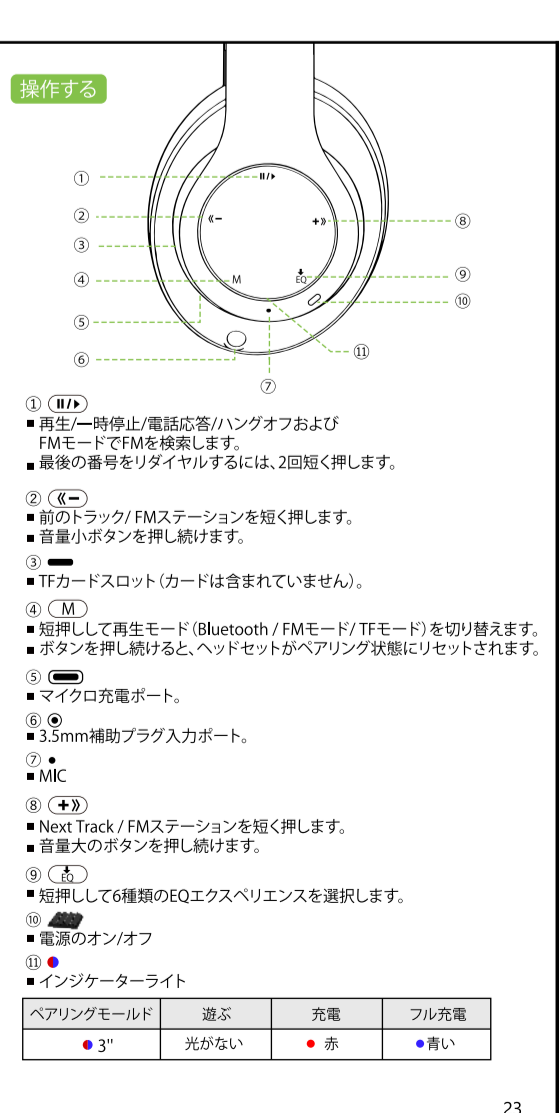 操作する
①
②
③
④
⑤
⑥
⑦
⑧
⑨
⑩
⑪
M
EQ
① II/▶
■ 再生/一時停止/電話応答/ハングオフおよび
FMモードでFMを検索します。
■ 最後の番号をリダイヤルするには、2回短く押します。
② 《−
■ 前のトラック/ FMステーションを短く押します。
■ 音量小ボタンを押し続けます。
③
■ TFカードスロット(カードは含まれていません)。
④ M
■ 短押しして再生モード(Bluetooth / FMモード/ TFモード)を切り替えます。
■ ボタンを押し続けると、ヘッドセットがペアリング状態にリセットされます。
⑤
■ マイクロ充電ポート。
⑥
■ 3.5mm補助プラグ入力ポート。
⑦ •
■ MIC
⑧ +》
■ Next Track / FMステーションを短く押します。
■ 音量大のボタンを押し続けます。
⑨ EQ
■ 短押しして6種類のEQエクスペリエンスを選択します。
⑩
■ 電源のオン/オフ
⑪
■ インジケーターライト
ペアリングモールド 遊ぶ 充電 フル充電
3" 光がない ● 赤 ●青い
23